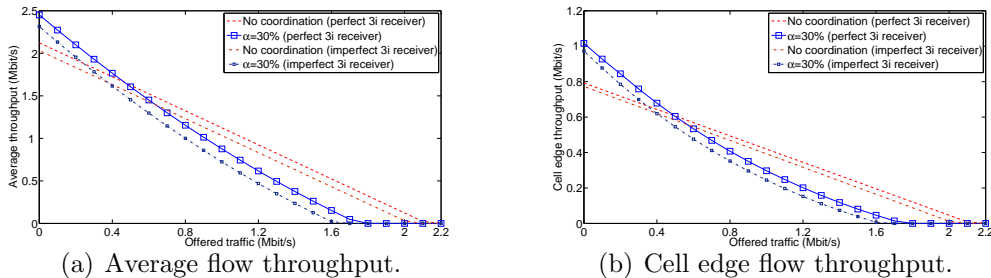 No coordination (perfect 3i receiver)
α=30% (perfect 3i receiver)
No coordination (imperfect 3i receiver)
α=30% (imperfect 3i receiver)
Average throughput (Mbit/s)
3
2.5
2
1.5
1
0.5
0
0 0.4 0.8 1.2 1.6 2 2.2
Offered traffic (Mbit/s)
(a) Average flow throughput.
No coordination (perfect 3i receiver)
α=30% (perfect 3i receiver)
No coordination (imperfect 3i receiver)
α=30% (imperfect 3i receiver)
Cell edge throughput (Mbit/s)
1.2
1
0.8
0.6
0.4
0.2
0
0 0.4 0.8 1.2 1.6 2 2.2
Offered traffic (Mbit/s)
(b) Cell edge flow throughput.